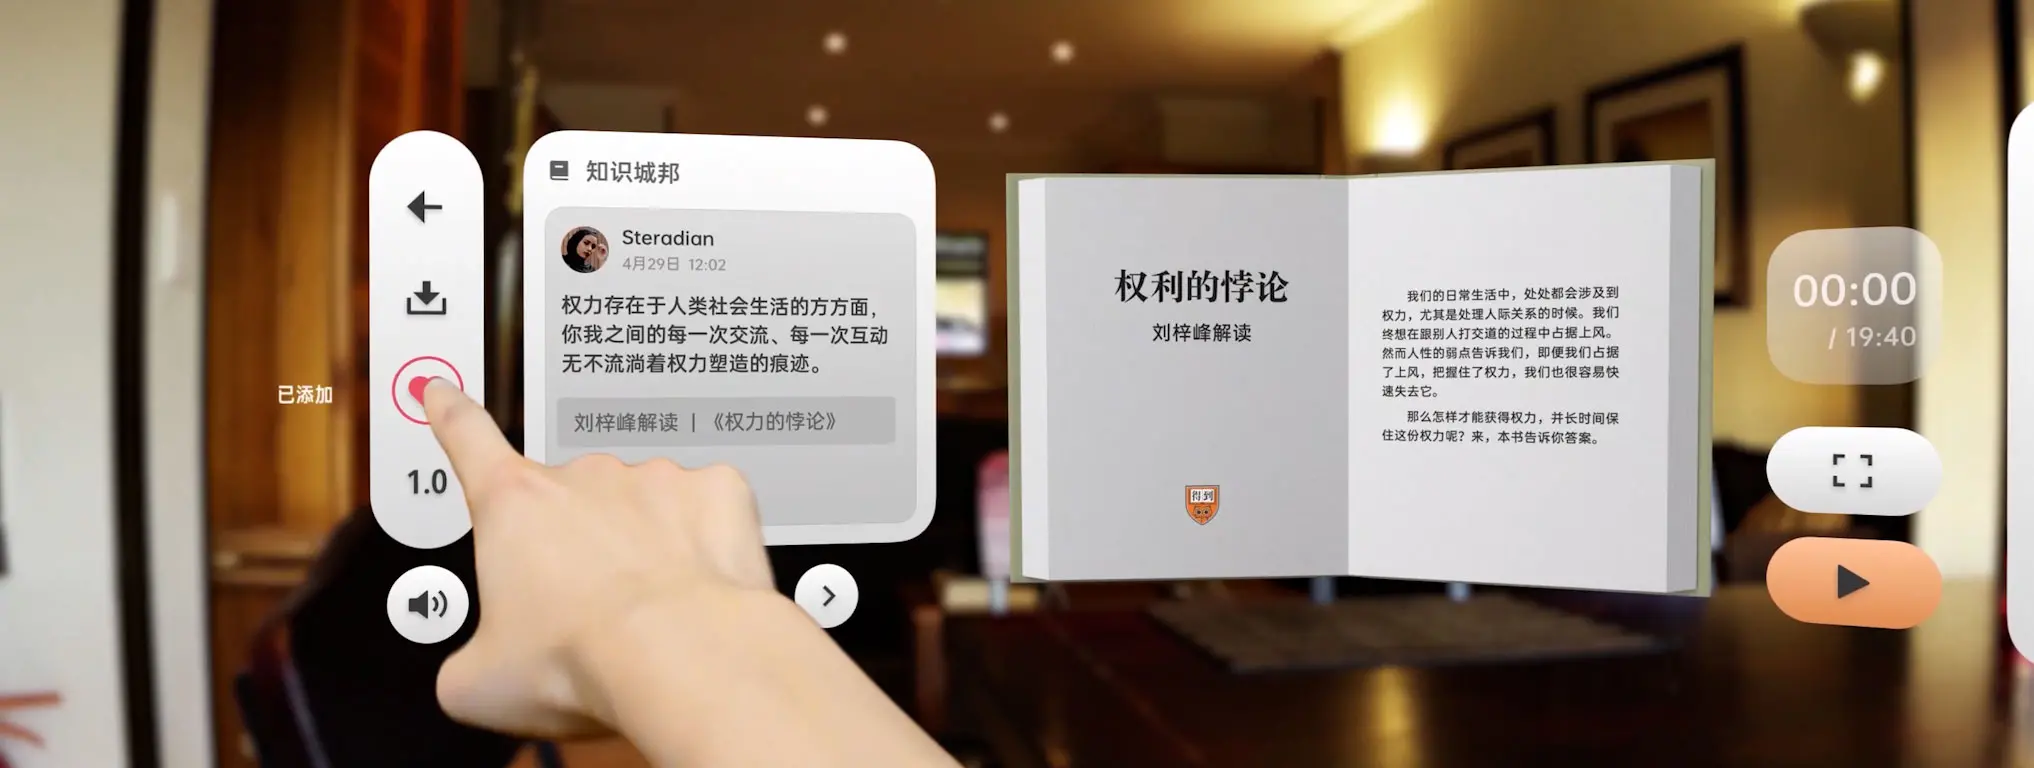 已添加
1.0
知识城邦
Steradian
4月29日 12:02
权力存在于人类社会生活的方方面，
你我之间的每一次交流、每一次互动
无不流淌着权力塑造的痕迹。
刘梓峰解读 | 《权力的悖论》
权利的悖论
刘梓峰解读
得到
我们的日常生活中，处处都会涉及到
权力，尤其是处理人际关系的时候。我们
终想在跟别人打交道的过程中占据上风。
然而人性的弱点告诉我们，即便我们占据
了上风，把握住了权力，我们也很容易快
速失去它。
那么怎样才能获得权力，并长时间保
住这份权力呢？来，本书告诉你答案。
00:00
/ 19:40